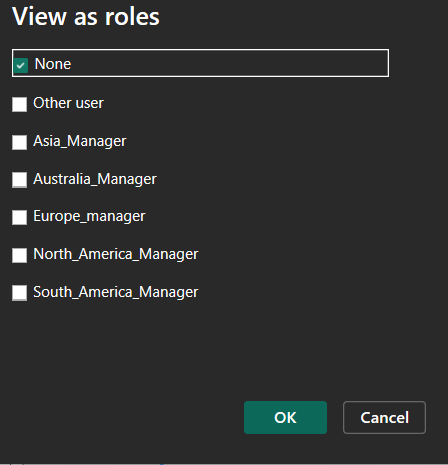 View as roles
None
Other user
Asia_Manager
Australia_Manager
Europe_manager
North_America_Manager
South_America_Manager
OK Cancel